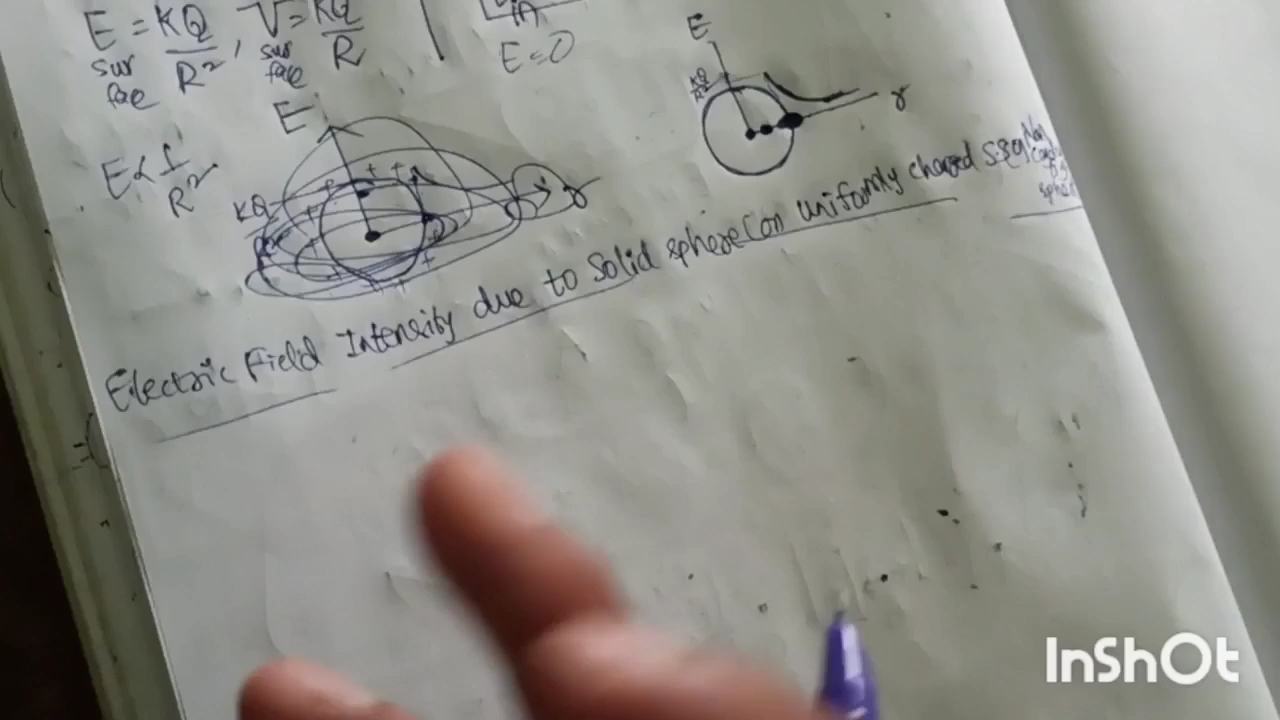 E = KQ/R², V = KQ/R
sur face sur face
in
E=0
E
KQ
r
E ∝ 1/R²
E
KQ/R²
r
Electric Field Intensity due to Solid sphere (on uniformly charged
InShOt